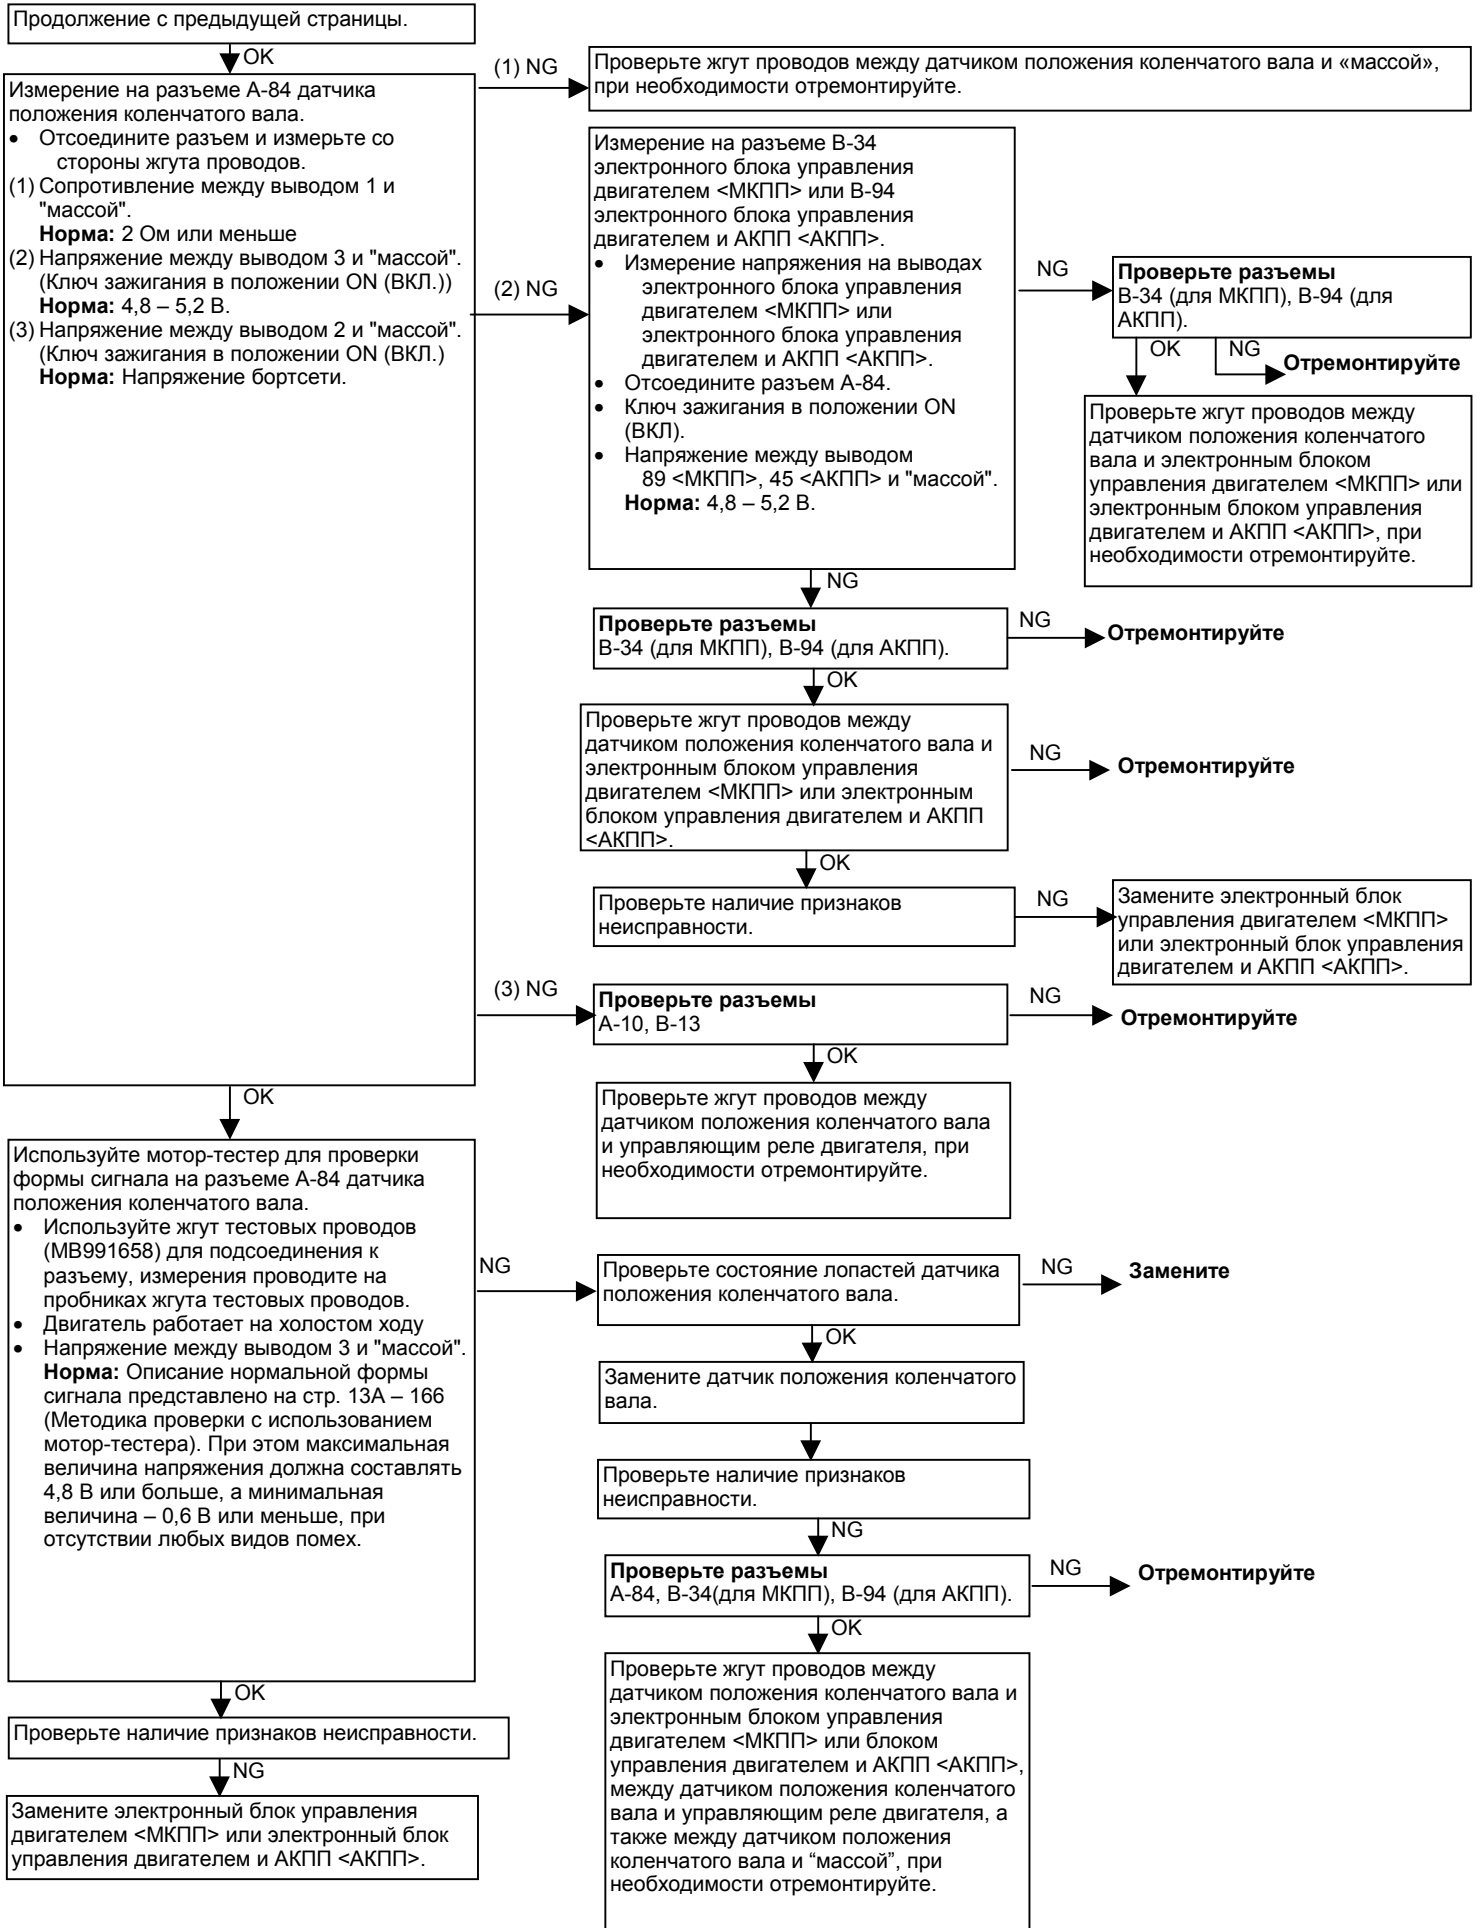 Продолжение с предыдущей страницы.
OK
Измерение на разъеме А-84 датчика
положения коленчатого вала.
• Отсоедините разъем и измерьте со
стороны жгута проводов.
(1) Сопротивление между выводом 1 и
"массой".
Норма: 2 Ом или меньше
(2) Напряжение между выводом 3 и "массой".
(Ключ зажигания в положении ON (ВКЛ.))
Норма: 4,8 – 5,2 В.
(3) Напряжение между выводом 2 и "массой".
(Ключ зажигания в положении ON (ВКЛ.)
Норма: Напряжение бортсети.
(1) NG
Проверьте жгут проводов между датчиком положения коленчатого вала и «массой»,
при необходимости отремонтируйте.
(2) NG
Измерение на разъеме В-34
электронного блока управления
двигателем <МКПП> или В-94
электронного блока управления
двигателем и АКПП <АКПП>.
• Измерение напряжения на выводах
электронного блока управления
двигателем <МКПП> или
электронного блока управления
двигателем и АКПП <АКПП>.
• Отсоедините разъем А-84.
• Ключ зажигания в положении ON
(ВКЛ).
• Напряжение между выводом
89 <МКПП>, 45 <АКПП> и "массой".
Норма: 4,8 – 5,2 В.
NG
Проверьте разъемы
В-34 (для МКПП), В-94 (для
АКПП).
OK
NG
Отремонтируйте
Проверьте жгут проводов между
датчиком положения коленчатого
вала и электронным блоком
управления двигателем <МКПП> или
электронным блоком управления
двигателем и АКПП <АКПП>, при
необходимости отремонтируйте.
NG
Проверьте разъемы
В-34 (для МКПП), В-94 (для АКПП).
NG
Отремонтируйте
OK
Проверьте жгут проводов между
датчиком положения коленчатого вала и
электронным блоком управления
двигателем <МКПП> или электронным
блоком управления двигателем и АКПП
<АКПП>.
NG
Отремонтируйте
OK
Проверьте наличие признаков
неисправности.
NG
Замените электронный блок
управления двигателем <МКПП>
или электронный блок управления
двигателем и АКПП <АКПП>.
(3) NG
Проверьте разъемы
А-10, В-13
NG
Отремонтируйте
OK
Проверьте жгут проводов между
датчиком положения коленчатого вала
и управляющим реле двигателя, при
необходимости отремонтируйте.
OK
Используйте мотор-тестер для проверки
формы сигнала на разъеме А-84 датчика
положения коленчатого вала.
• Используйте жгут тестовых проводов
(МВ991658) для подсоединения к
разъему, измерения проводите на
пробниках жгута тестовых проводов.
• Двигатель работает на холостом ходу
• Напряжение между выводом 3 и "массой".
Норма: Описание нормальной формы
сигнала представлено на стр. 13А – 166
(Методика проверки с использованием
мотор-тестера). При этом максимальная
величина напряжения должна составлять
4,8 В или больше, а минимальная
величина – 0,6 В или меньше, при
отсутствии любых видов помех.
NG
Проверьте состояние лопастей датчика
положения коленчатого вала.
NG
Замените
OK
Замените датчик положения коленчатого
вала.
Проверьте наличие признаков
неисправности.
NG
Проверьте разъемы
А-84, В-34(для МКПП), В-94 (для АКПП).
NG
Отремонтируйте
OK
Проверьте жгут проводов между
датчиком положения коленчатого вала и
электронным блоком управления
двигателем <МКПП> или блоком
управления двигателем и АКПП <АКПП>,
между датчиком положения коленчатого
вала и управляющим реле двигателя, а
также между датчиком положения
коленчатого вала и “массой”, при
необходимости отремонтируйте.
OK
Проверьте наличие признаков неисправности.
NG
Замените электронный блок управления
двигателем <МКПП> или электронный блок
управления двигателем и АКПП <АКПП>.